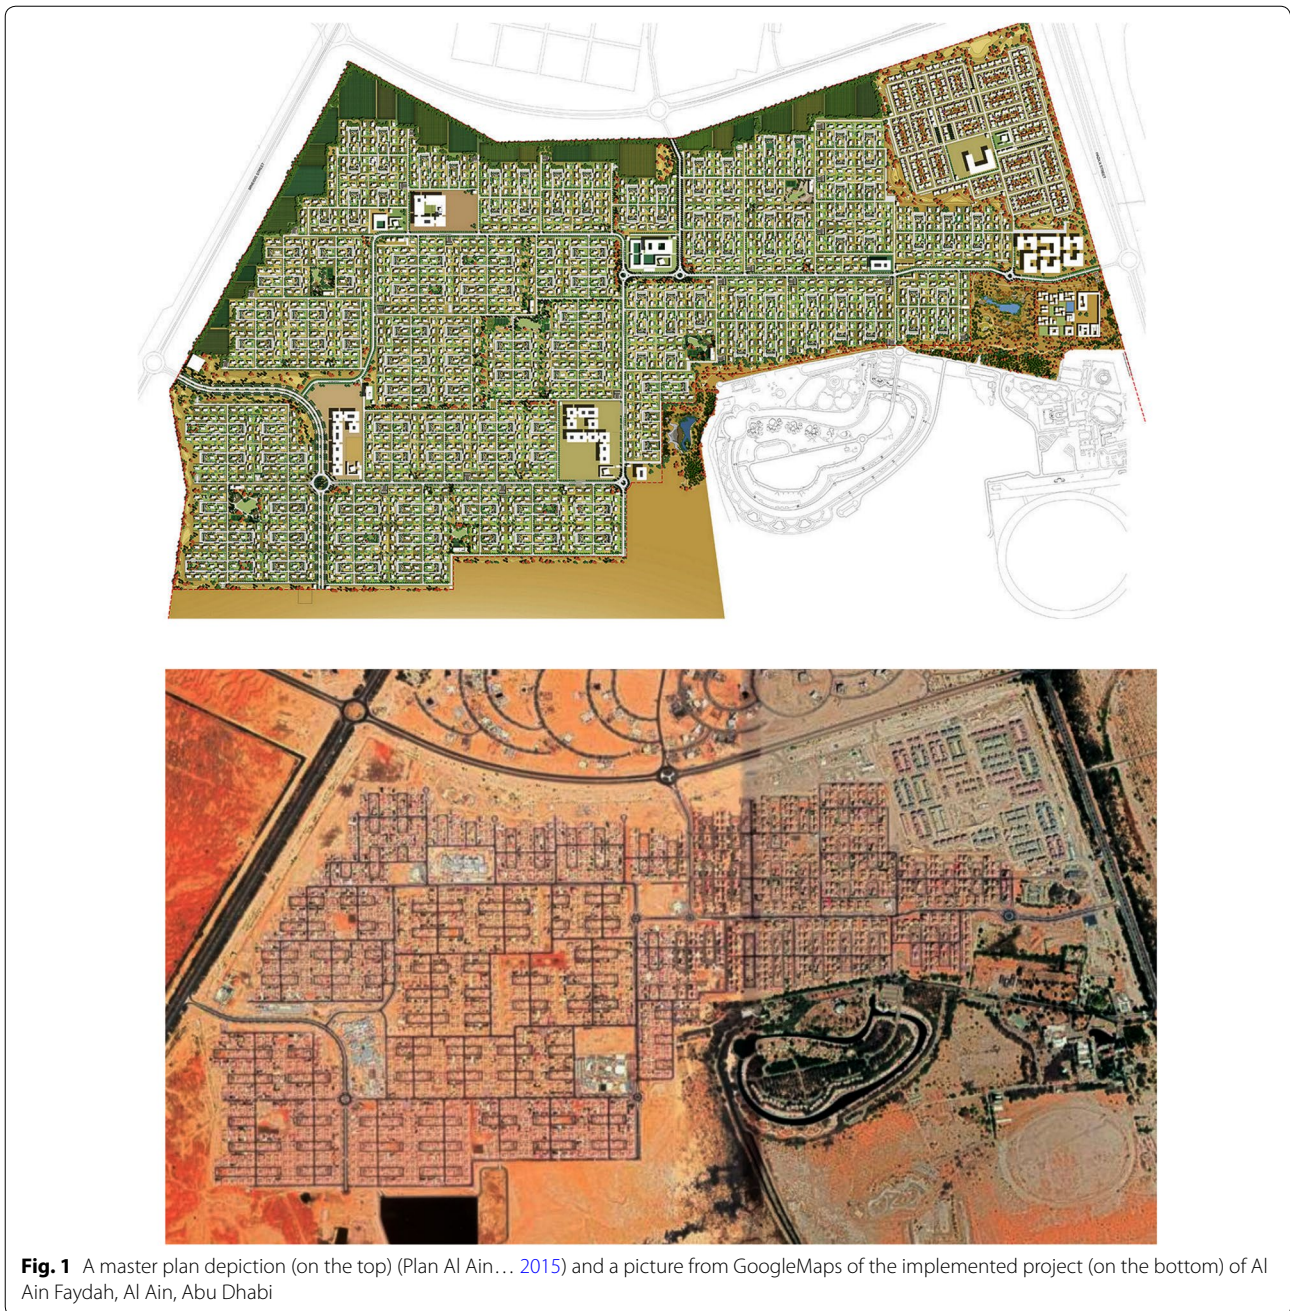 Fig. 1 A master plan depiction (on the top) (Plan Al Ain… 2015) and a picture from GoogleMaps of the implemented project (on the bottom) of Al
Ain Faydah, Al Ain, Abu Dhabi